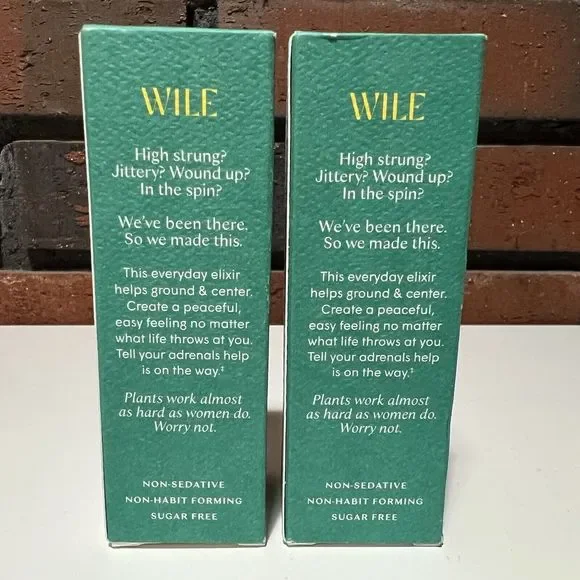 WILE
High strung?
Jittery? Wound up?
In the spin?
We've been there.
So we made this.
This everyday elixir
helps ground & center.
Create a peaceful,
easy feeling no matter
what life throws at you.
Tell your adrenals help
is on the way.‡
Plants work almost
as hard as women do.
Worry not.
NON-SEDATIVE
NON-HABIT FORMING
SUGAR FREE
WILE
High strung?
Jittery? Wound up?
In the spin?
We've been there.
So we made this.
This everyday elixir
helps ground & center.
Create a peaceful,
easy feeling no matter
what life throws at you.
Tell your adrenals help
is on the way.‡
Plants work almost
as hard as women do.
Worry not.
NON-SEDATIVE
NON-HABIT FORMING
SUGAR FREE